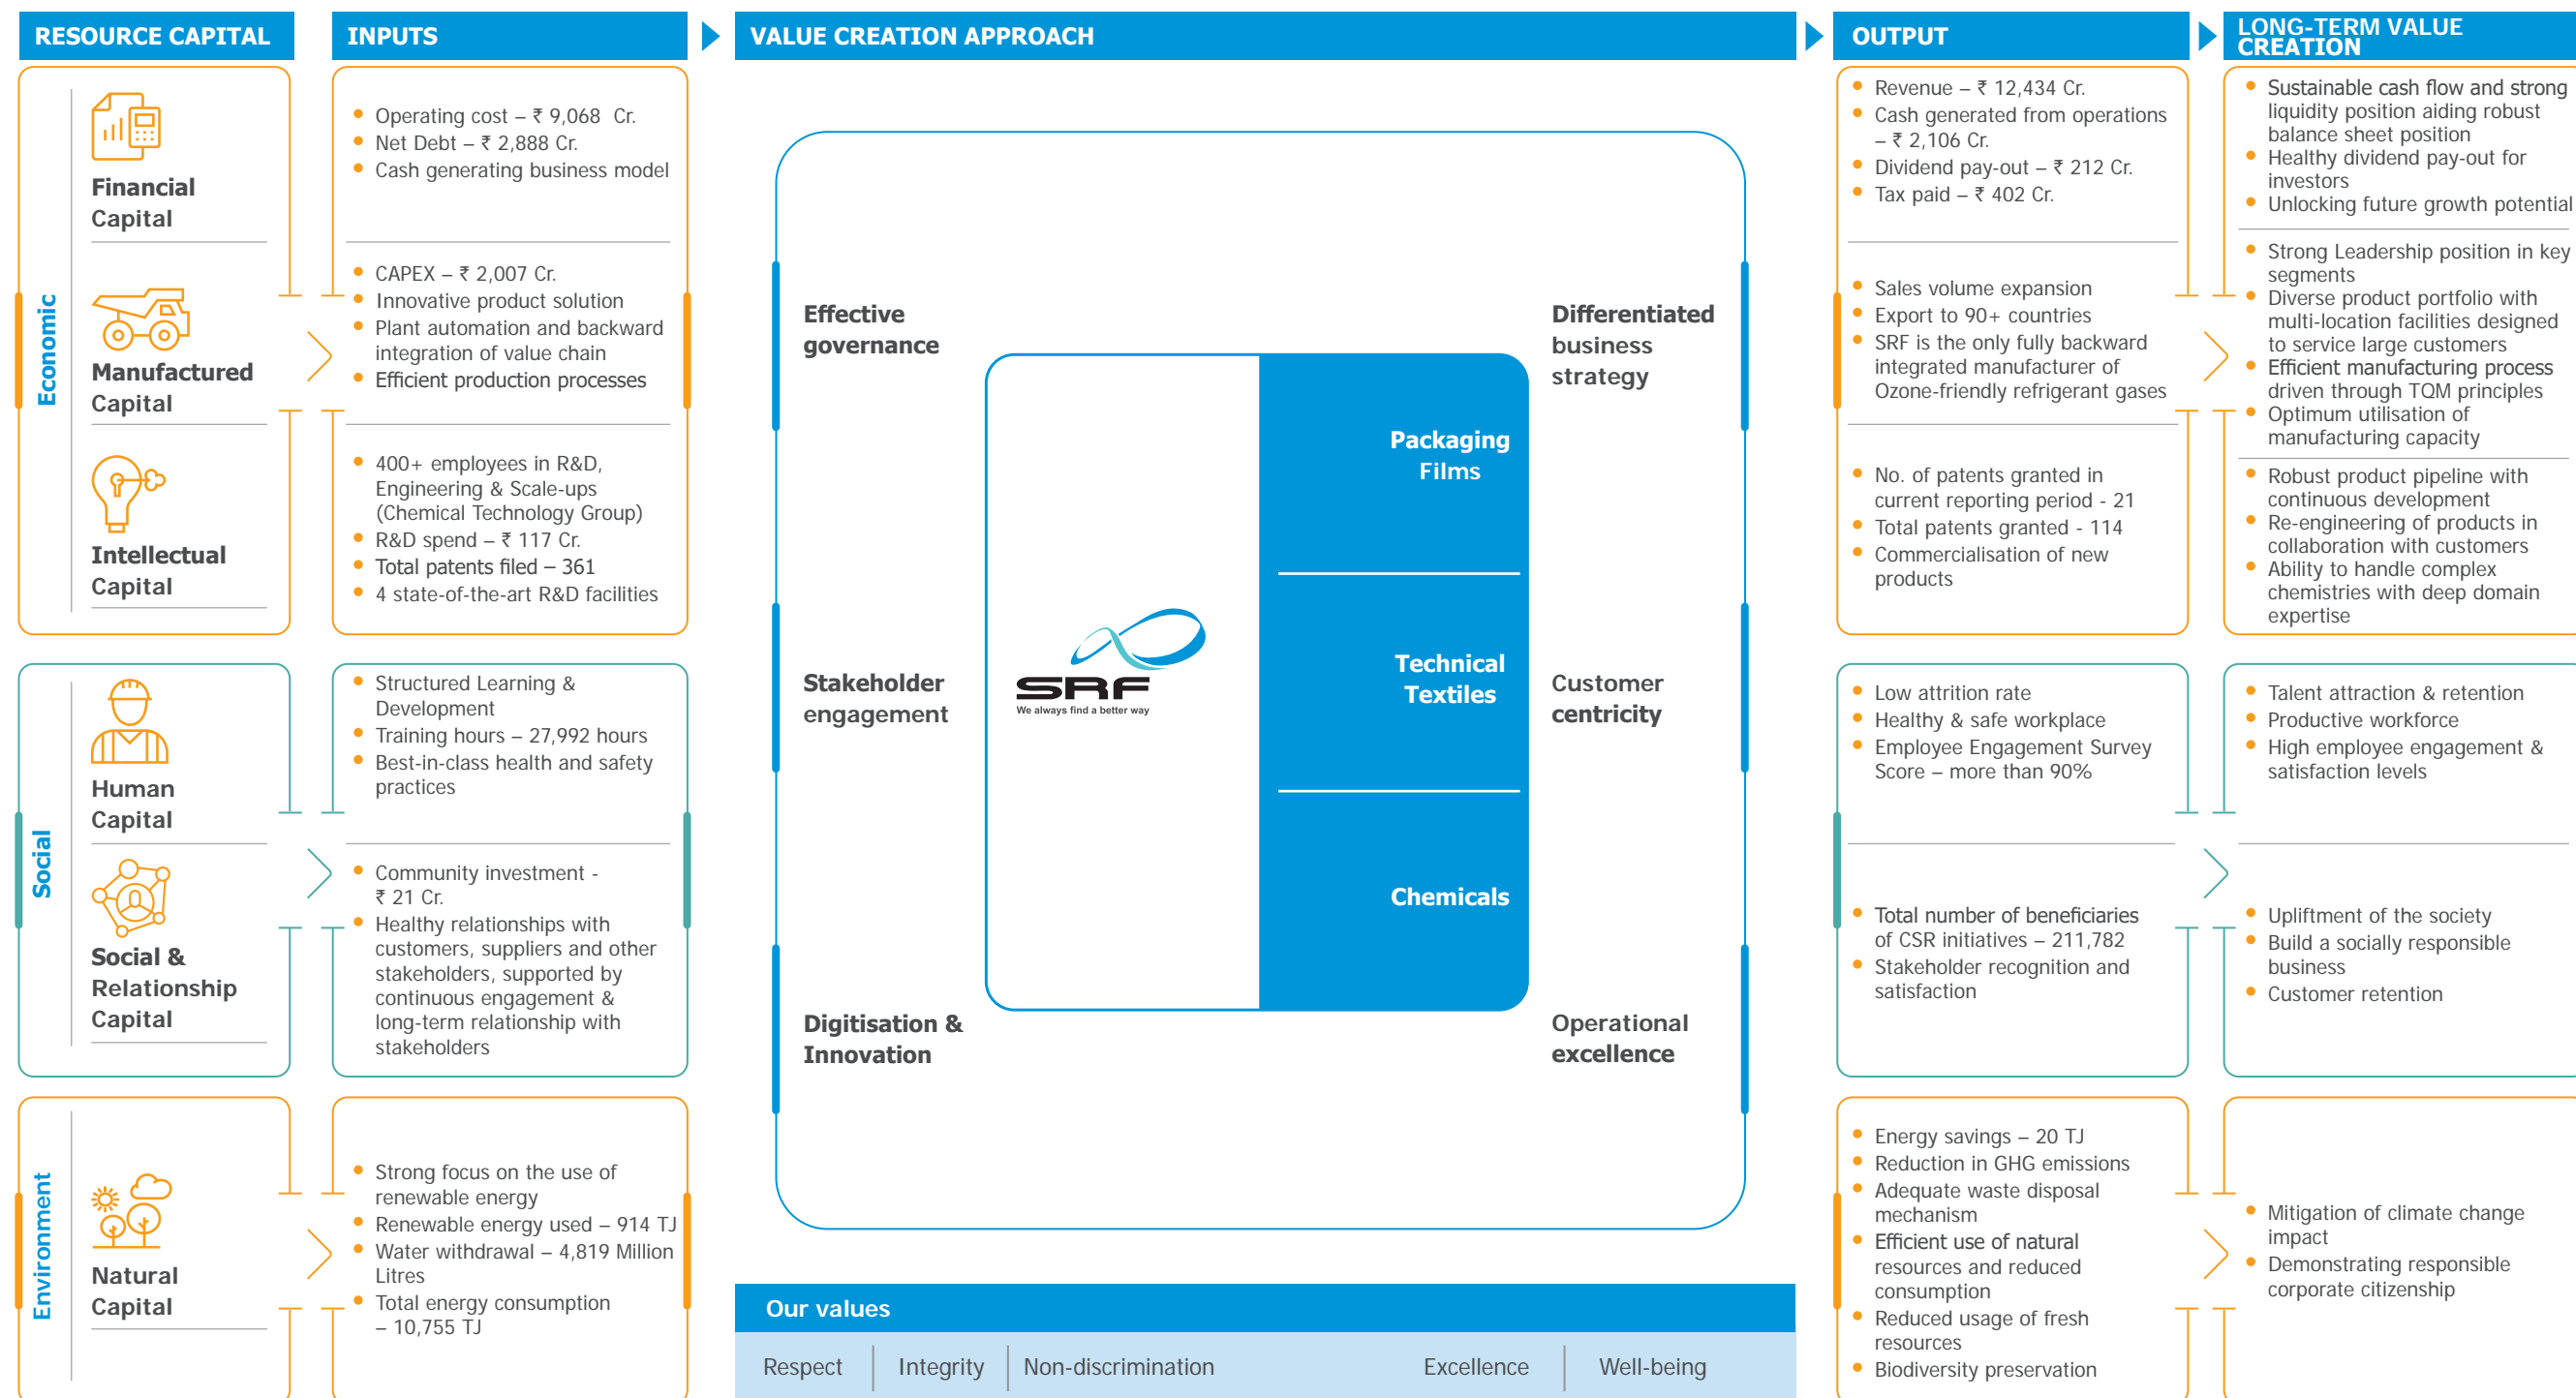 RESOURCE CAPITAL
INPUTS
VALUE CREATION APPROACH
OUTPUT
LONG-TERM VALUE
CREATION
Economic
Financial
Capital
Manufactured
Capital
Intellectual
Capital
• Operating cost – ₹ 9,068 Cr.
• Net Debt – ₹ 2,888 Cr.
• Cash generating business model
• CAPEX – ₹ 2,007 Cr.
• Innovative product solution
• Plant automation and backward
integration of value chain
• Efficient production processes
• 400+ employees in R&D,
Engineering & Scale-ups
(Chemical Technology Group)
• R&D spend – ₹ 117 Cr.
• Total patents filed – 361
• 4 state-of-the-art R&D facilities
Social
Human
Capital
Social &
Relationship
Capital
• Structured Learning &
Development
• Training hours – 27,992 hours
• Best-in-class health and safety
practices
• Community investment -
₹ 21 Cr.
• Healthy relationships with
customers, suppliers and other
stakeholders, supported by
continuous engagement &
long-term relationship with
stakeholders
Environment
Natural
Capital
• Strong focus on the use of
renewable energy
• Renewable energy used – 914 TJ
• Water withdrawal – 4,819 Million
Litres
• Total energy consumption
– 10,755 TJ
Effective
governance
Stakeholder
engagement
Digitisation &
Innovation
SRF
We always find a better way
Packaging
Films
Technical
Textiles
Chemicals
Differentiated
business
strategy
Customer
centricity
Operational
excellence
Our values
Respect
Integrity
Non-discrimination
Excellence
Well-being
• Revenue – ₹ 12,434 Cr.
• Cash generated from operations
– ₹ 2,106 Cr.
• Dividend pay-out – ₹ 212 Cr.
• Tax paid – ₹ 402 Cr.
• Sales volume expansion
• Export to 90+ countries
• SRF is the only fully backward
integrated manufacturer of
Ozone-friendly refrigerant gases
• No. of patents granted in
current reporting period - 21
• Total patents granted - 114
• Commercialisation of new
products
• Low attrition rate
• Healthy & safe workplace
• Employee Engagement Survey
Score – more than 90%
• Total number of beneficiaries
of CSR initiatives – 211,782
• Stakeholder recognition and
satisfaction
• Energy savings – 20 TJ
• Reduction in GHG emissions
• Adequate waste disposal
mechanism
• Efficient use of natural
resources and reduced
consumption
• Reduced usage of fresh
resources
• Biodiversity preservation
• Sustainable cash flow and strong
liquidity position aiding robust
balance sheet position
• Healthy dividend pay-out for
investors
• Unlocking future growth potential
• Strong Leadership position in key
segments
• Diverse product portfolio with
multi-location facilities designed
to service large customers
• Efficient manufacturing process
driven through TQM principles
• Optimum utilisation of
manufacturing capacity
• Robust product pipeline with
continuous development
• Re-engineering of products in
collaboration with customers
• Ability to handle complex
chemistries with deep domain
expertise
• Talent attraction & retention
• Productive workforce
• High employee engagement &
satisfaction levels
• Upliftment of the society
• Build a socially responsible
business
• Customer retention
• Mitigation of climate change
impact
• Demonstrating responsible
corporate citizenship